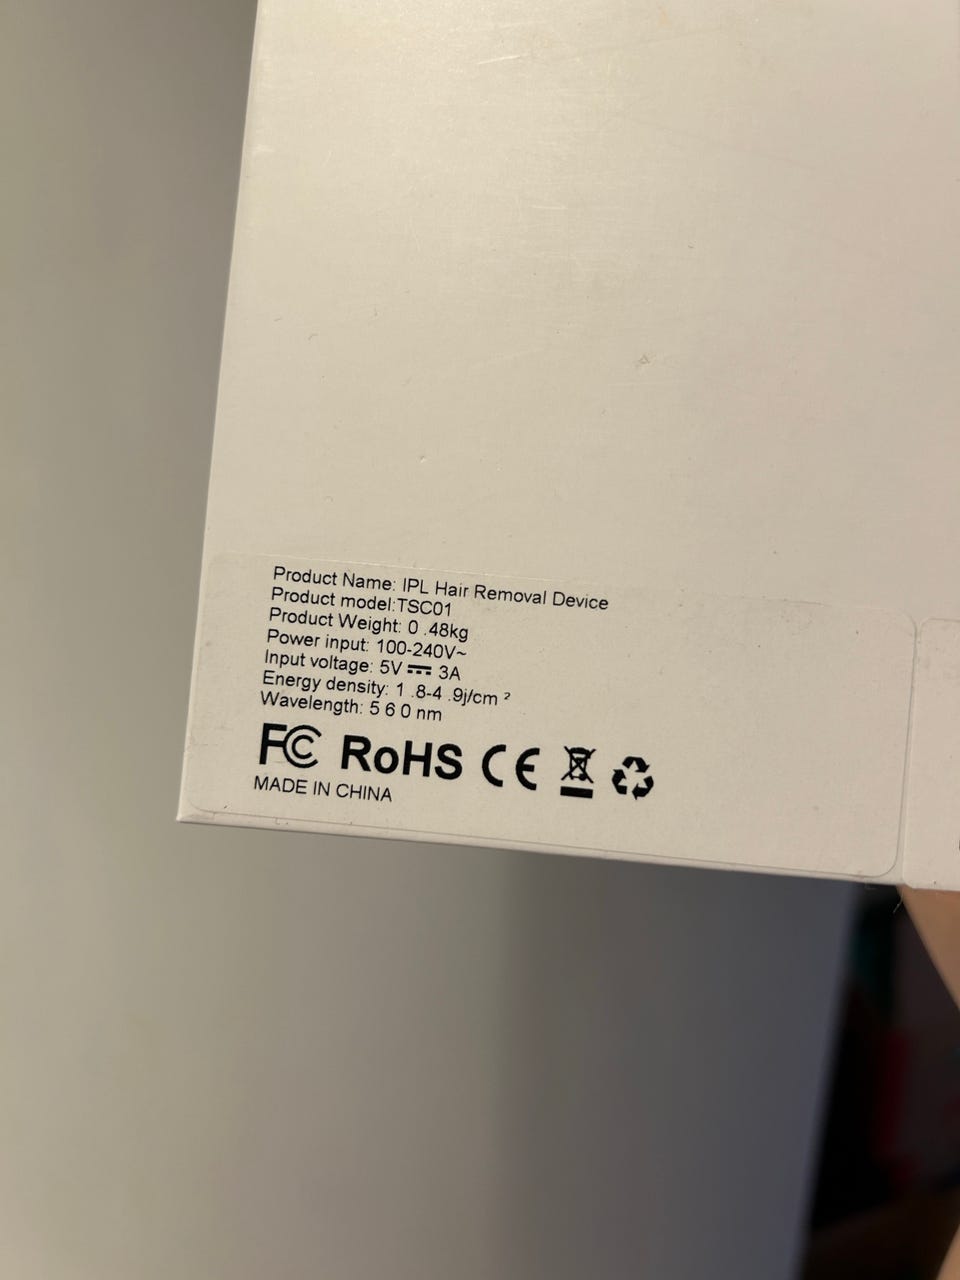 Product Name: IPL Hair Removal Device
Product model:TSC01
Product Weight: 0 .48kg
Power input: 100-240V~
Input voltage: 5V⎓ 3A
Energy density: 1 .8-4 .9j/cm ²
Wavelength: 5 6 0 nm
FC RoHS CE
MADE IN CHINA